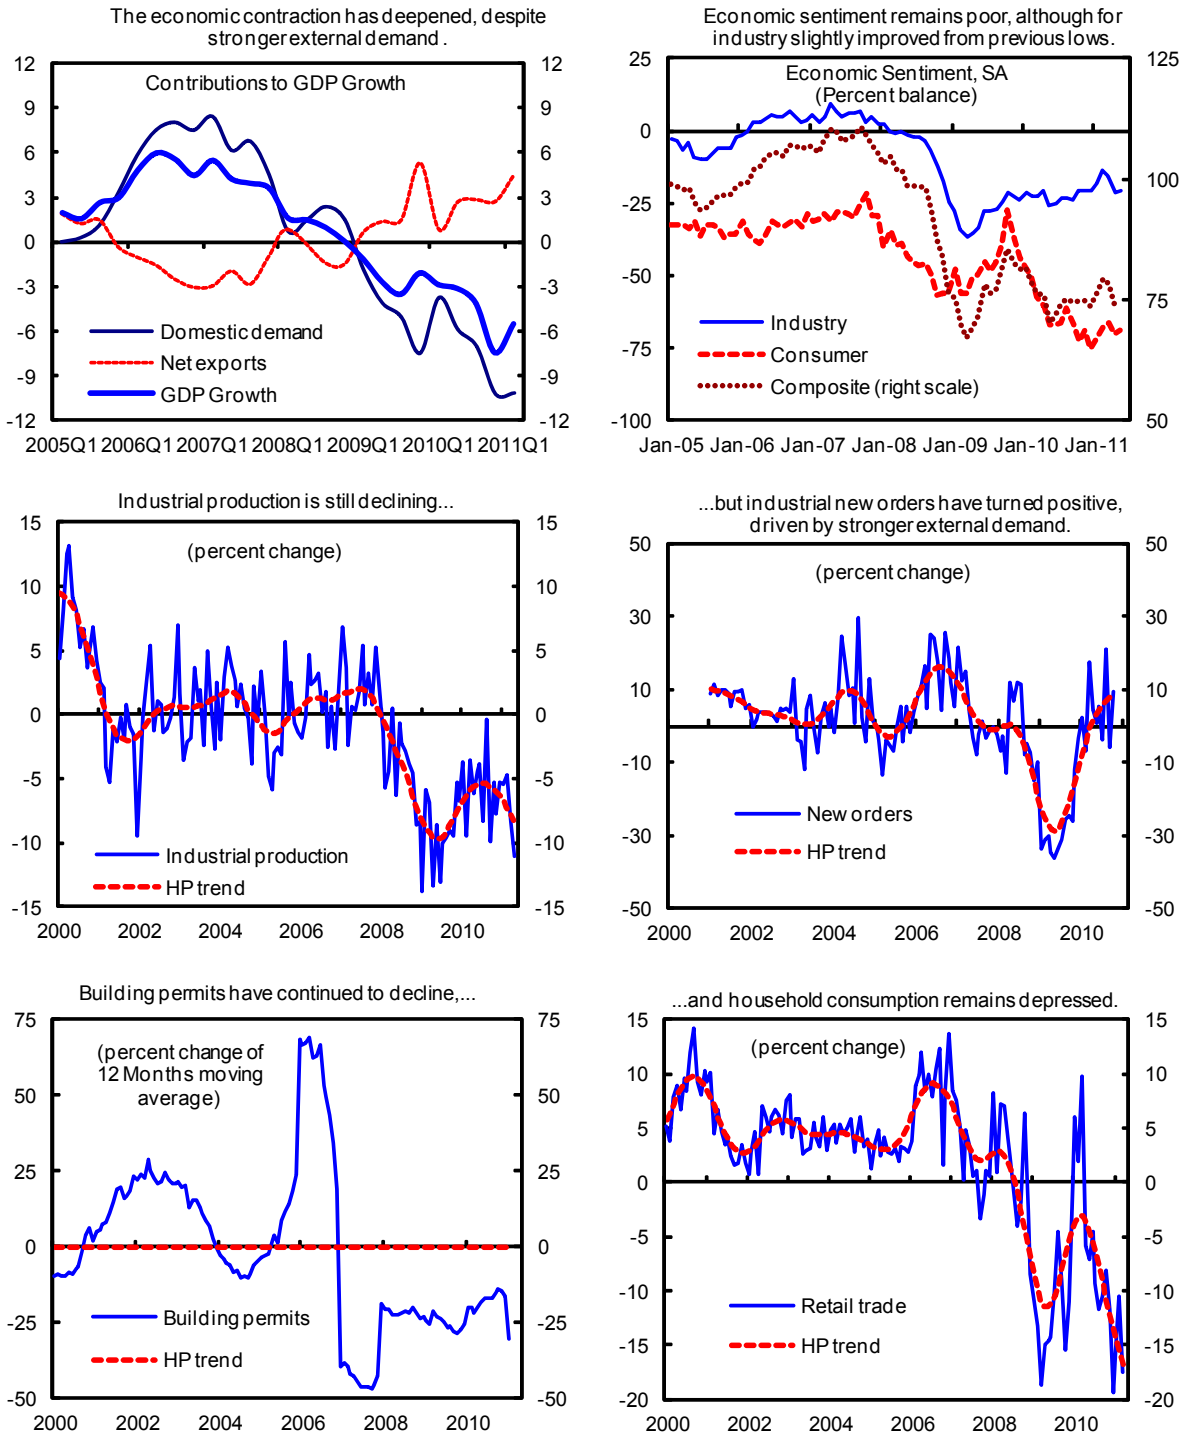 The economic contraction has deepened, despite
stronger external demand .
Contributions to GDP Growth
12 12
9 9
6 6
3 3
0 0
-3 -3
-6 -6
-9 -9
-12 -12
Domestic demand
Net exports
GDP Growth
2005Q1 2006Q1 2007Q1 2008Q1 2009Q1 2010Q1 2011Q1
Economic sentiment remains poor, although for
industry slightly improved from previous lows.
Economic Sentiment, SA
(Percent balance)
25 125
0
-25 100
-50
-75 75
-100 50
Industry
Consumer
Composite (right scale)
Jan-05 Jan-06 Jan-07 Jan-08 Jan-09 Jan-10 Jan-11
Industrial production is still declining...
(percent change)
15 15
10 10
5 5
0 0
-5 -5
-10 -10
-15 -15
Industrial production
HP trend
2000 2002 2004 2006 2008 2010
...but industrial new orders have turned positive,
driven by stronger external demand.
(percent change)
50 50
30 30
10 10
-10 -10
-30 -30
-50 -50
New orders
HP trend
2000 2002 2004 2006 2008 2010
Building permits have continued to decline,...
(percent change of
12 Months moving
average)
75 75
50 50
25 25
0 0
-25 -25
-50 -50
Building permits
HP trend
2000 2002 2004 2006 2008 2010
...and household consumption remains depressed.
(percent change)
15 15
10 10
5 5
0 0
-5 -5
-10 -10
-15 -15
-20 -20
Retail trade
HP trend
2000 2002 2004 2006 2008 2010